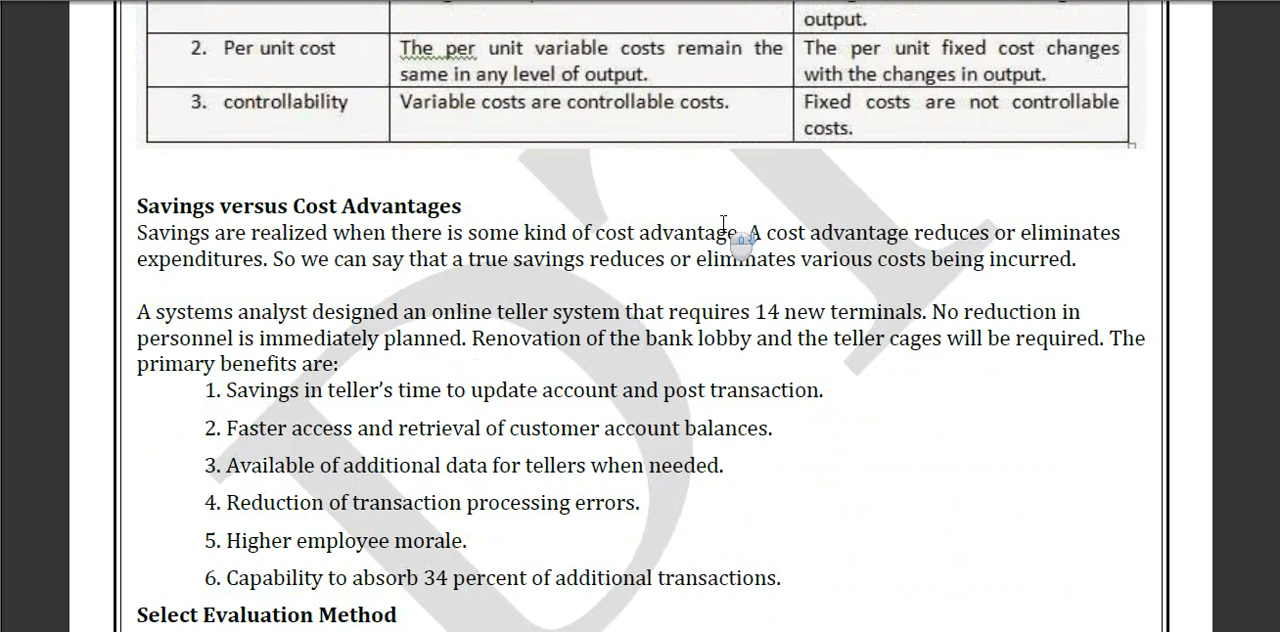 output.
2. Per unit cost
The per unit variable costs remain the
same in any level of output.
The per unit fixed cost changes
with the changes in output.
3. controllability
Variable costs are controllable costs.
Fixed costs are not controllable
costs.
Savings versus Cost Advantages
Savings are realized when there is some kind of cost advantage. A cost advantage reduces or eliminates
expenditures. So we can say that a true savings reduces or eliminates various costs being incurred.
A systems analyst designed an online teller system that requires 14 new terminals. No reduction in
personnel is immediately planned. Renovation of the bank lobby and the teller cages will be required. The
primary benefits are:
1. Savings in teller’s time to update account and post transaction.
2. Faster access and retrieval of customer account balances.
3. Available of additional data for tellers when needed.
4. Reduction of transaction processing errors.
5. Higher employee morale.
6. Capability to absorb 34 percent of additional transactions.
Select Evaluation Method